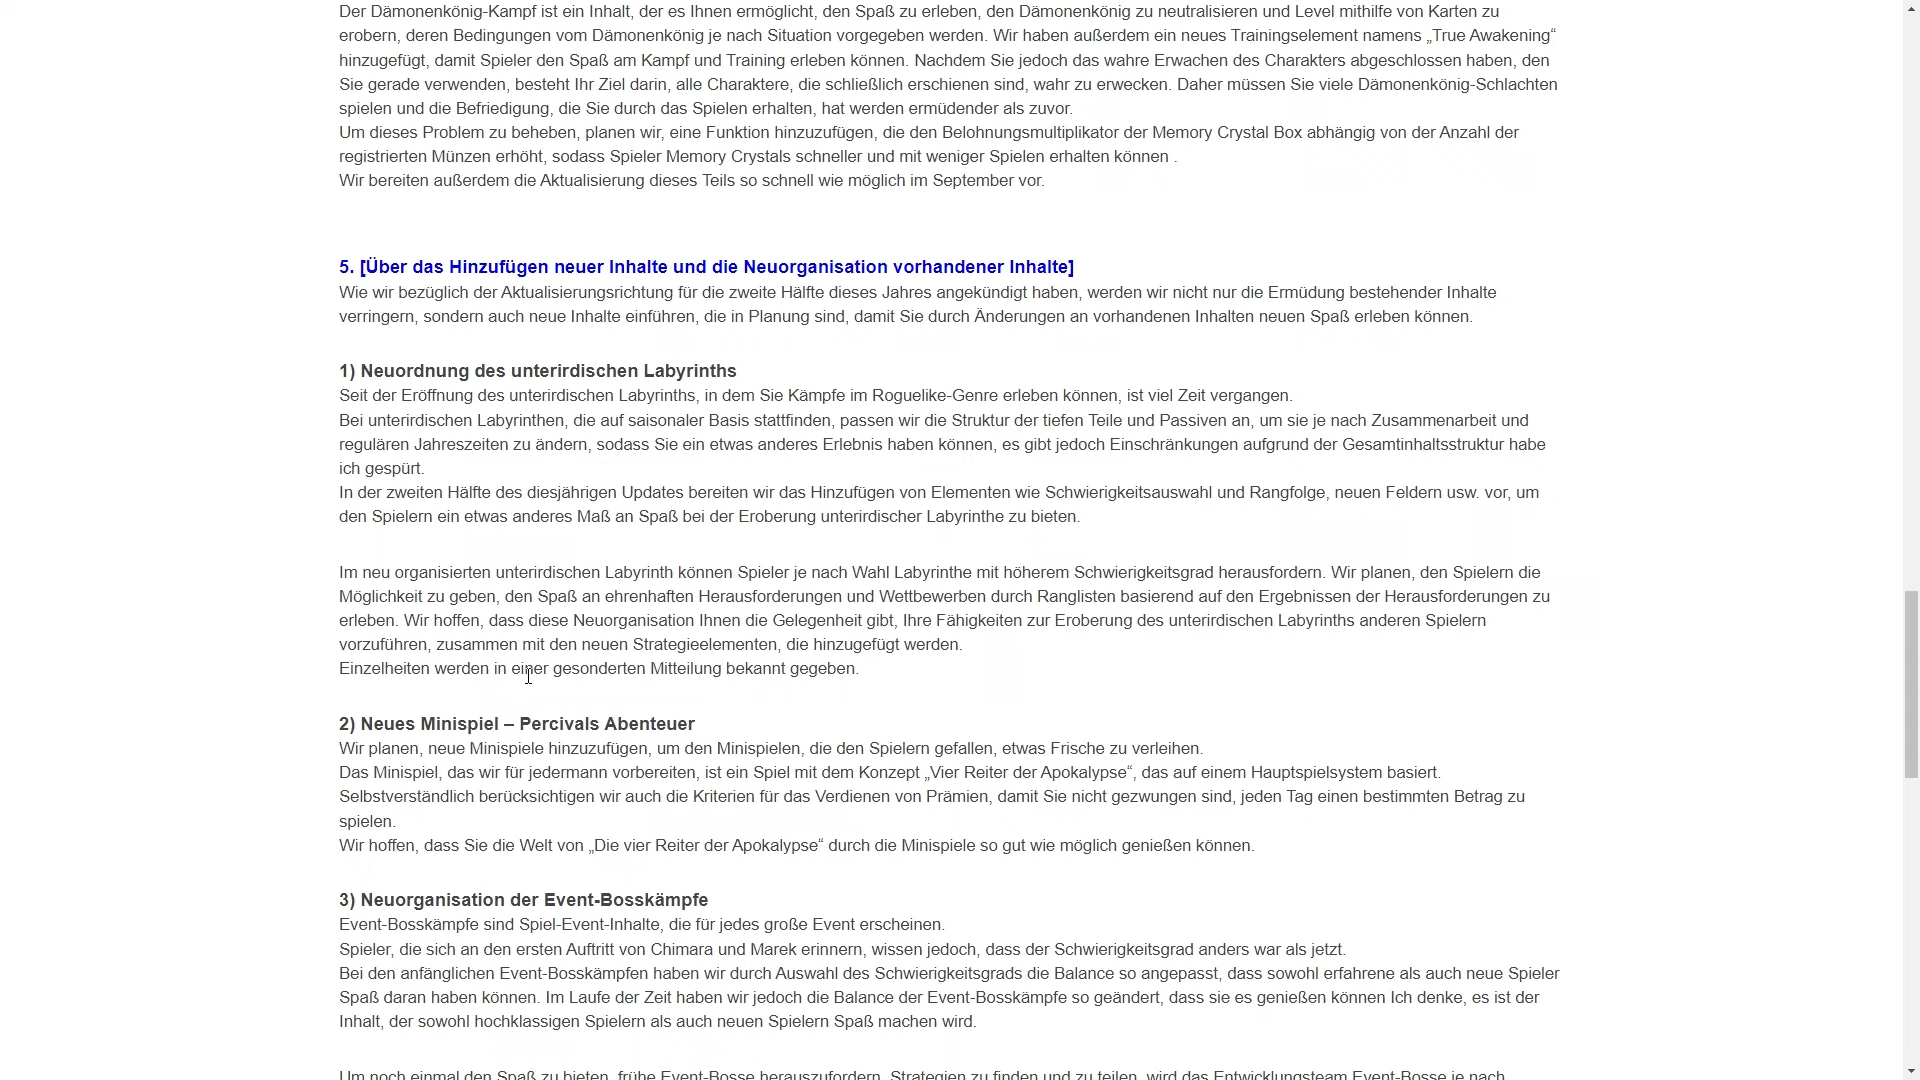 Der Dämonenkönig-Kampf ist ein Inhalt, der es Ihnen ermöglicht, den Spaß zu erleben, den Dämonenkönig zu neutralisieren und Level mithilfe von Karten zu
erobern, deren Bedingungen vom Dämonenkönig je nach Situation vorgegeben werden. Wir haben außerdem ein neues Trainingselement namens „True Awakening“
hinzugefügt, damit Spieler den Spaß am Kampf und Training erleben können. Nachdem Sie jedoch das wahre Erwachen des Charakters abgeschlossen haben, den
Sie gerade verwenden, besteht Ihr Ziel darin, alle Charaktere, die schließlich erschienen sind, wahr zu erwecken. Daher müssen Sie viele Dämonenkönig-Schlachten
spielen und die Befriedigung, die Sie durch das Spielen erhalten, hat werden ermüdender als zuvor.
Um dieses Problem zu beheben, planen wir, eine Funktion hinzuzufügen, die den Belohnungsmultiplikator der Memory Crystal Box abhängig von der Anzahl der
registrierten Münzen erhöht, sodass Spieler Memory Crystals schneller und mit weniger Spielen erhalten können .
Wir bereiten außerdem die Aktualisierung dieses Teils so schnell wie möglich im September vor.
5. [Über das Hinzufügen neuer Inhalte und die Neuorganisation vorhandener Inhalte]
Wie wir bezüglich der Aktualisierungsrichtung für die zweite Hälfte dieses Jahres angekündigt haben, werden wir nicht nur die Ermüdung bestehender Inhalte
verringern, sondern auch neue Inhalte einführen, die in Planung sind, damit Sie durch Änderungen an vorhandenen Inhalten neuen Spaß erleben können.
1) Neuordnung des unterirdischen Labyrinths
Seit der Eröffnung des unterirdischen Labyrinths, in dem Sie Kämpfe im Roguelike-Genre erleben können, ist viel Zeit vergangen.
Bei unterirdischen Labyrinthen, die auf saisonaler Basis stattfinden, passen wir die Struktur der tiefen Teile und Passiven an, um sie je nach Zusammenarbeit und
regulären Jahreszeiten zu ändern, sodass Sie ein etwas anderes Erlebnis haben können, es gibt jedoch Einschränkungen aufgrund der Gesamtinhaltsstruktur habe
ich gespürt.
In der zweiten Hälfte des diesjährigen Updates bereiten wir das Hinzufügen von Elementen wie Schwierigkeitsauswahl und Rangfolge, neuen Feldern usw. vor, um
den Spielern ein etwas anderes Maß an Spaß bei der Eroberung unterirdischer Labyrinthe zu bieten.
Im neu organisierten unterirdischen Labyrinth können Spieler je nach Wahl Labyrinthe mit höherem Schwierigkeitsgrad herausfordern. Wir planen, den Spielern die
Möglichkeit zu geben, den Spaß an ehrenhaften Herausforderungen und Wettbewerben durch Ranglisten basierend auf den Ergebnissen der Herausforderungen zu
erleben. Wir hoffen, dass diese Neuorganisation Ihnen die Gelegenheit gibt, Ihre Fähigkeiten zur Eroberung des unterirdischen Labyrinths anderen Spielern
vorzuführen, zusammen mit den neuen Strategieelementen, die hinzugefügt werden.
Einzelheiten werden in einer gesonderten Mitteilung bekannt gegeben.
2) Neues Minispiel – Percivals Abenteuer
Wir planen, neue Minispiele hinzuzufügen, um den Minispielen, die den Spielern gefallen, etwas Frische zu verleihen.
Das Minispiel, das wir für jedermann vorbereiten, ist ein Spiel mit dem Konzept „Vier Reiter der Apokalypse“, das auf einem Hauptspielsystem basiert.
Selbstverständlich berücksichtigen wir auch die Kriterien für das Verdienen von Prämien, damit Sie nicht gezwungen sind, jeden Tag einen bestimmten Betrag zu
spielen.
Wir hoffen, dass Sie die Welt von „Die vier Reiter der Apokalypse“ durch die Minispiele so gut wie möglich genießen können.
3) Neuorganisation der Event-Bosskämpfe
Event-Bosskämpfe sind Spiel-Event-Inhalte, die für jedes große Event erscheinen.
Spieler, die sich an den ersten Auftritt von Chimara und Marek erinnern, wissen jedoch, dass der Schwierigkeitsgrad anders war als jetzt.
Bei den anfänglichen Event-Bosskämpfen haben wir durch Auswahl des Schwierigkeitsgrads die Balance so angepasst, dass sowohl erfahrene als auch neue Spieler
Spaß daran haben können. Im Laufe der Zeit haben wir jedoch die Balance der Event-Bosskämpfe so geändert, dass sie es genießen können Ich denke, es ist der
Inhalt, der sowohl hochklassigen Spielern als auch neuen Spielern Spaß machen wird.
Um noch einmal den Spaß zu bieten, frühe Event-Bosse herauszufordern, Strategien zu finden und zu teilen, wird das Entwicklungsteam Event-Bosse je nach